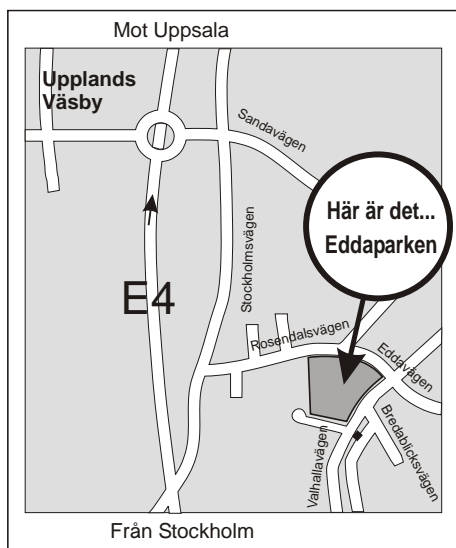 Mot Uppsala
Upplands
Väsby
Sandavägen
Här är det...
Eddaparken
Stockholmsvägen
E4
Rosendalsvägen
Eddavägen
Bredablicksvägen
Valhallavägen
Från Stockholm